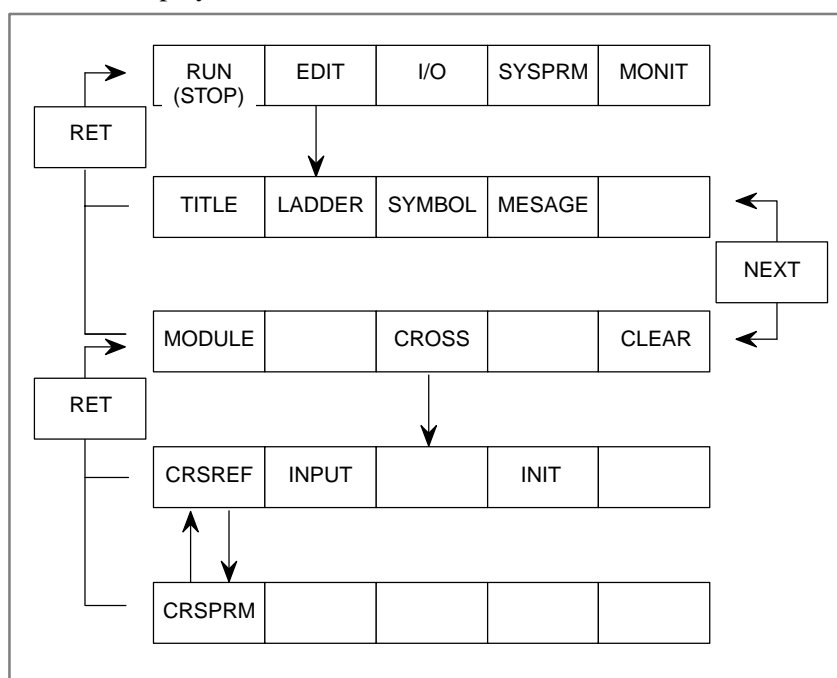 RUN EDIT I/O SYSPRM MONIT
(STOP)
RET
TITLE LADDER SYMBOL MESAGE
NEXT
MODULE CROSS CLEAR
RET
CRSREF INPUT INIT
CRSPRM